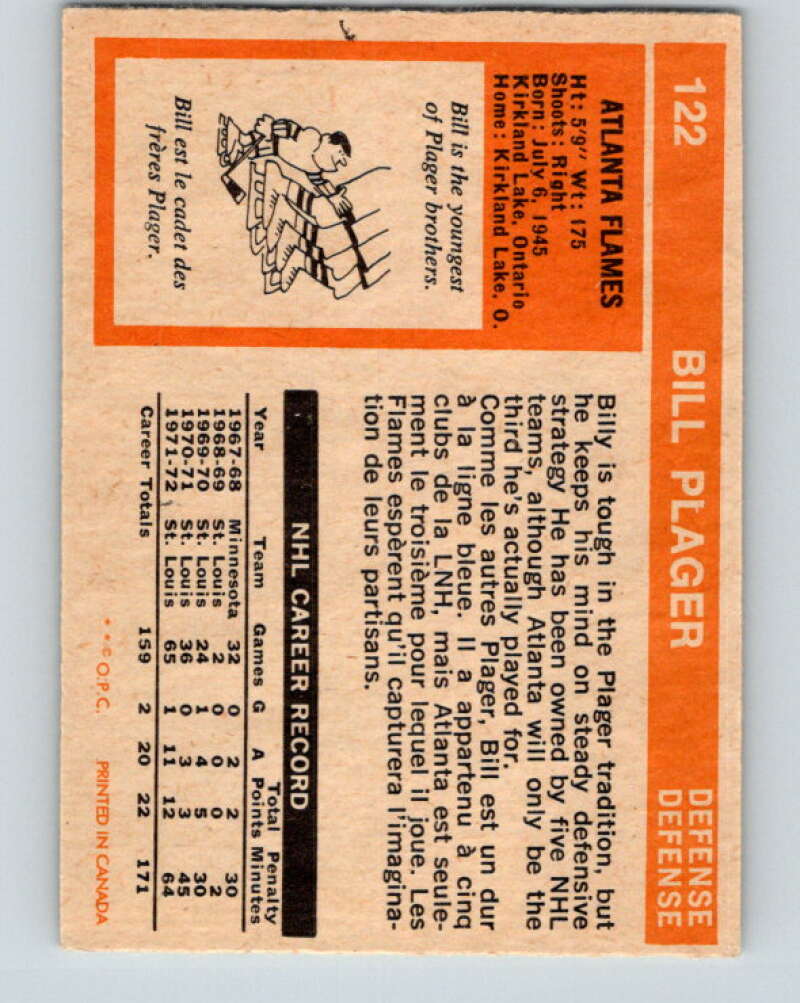 122 BILL PLAGER DEFENSE
DEFENSE
ATLANTA FLAMES
Ht: 5'9" Wt: 175
Shoots: Right
Born: July 6, 1945
Kirkland Lake, Ontario
Home: Kirkland Lake, O.
Bill is the youngest
of Plager brothers.
Bill est le cadet des
frères Plager.
Billy is tough in the Plager tradition, but
he keeps his mind on steady defensive
strategy He has been owned by five NHL
teams, although Atlanta will only be the
third he's actually played for.
Comme les autres Plager, Bill est un dur
à la ligne bleue. Il a appartenu à cinq
clubs de la LNH, mais Atlanta est seule-
ment le troisième pour lequel il joue. Les
Flames espèrent qu'il capturera l'imagina-
tion de leurs partisans.
NHL CAREER RECORD
Total Penalty
Year Team Games G A Points Minutes
1967-68 Minnesota 32 0 2 2 30
1968-69 St. Louis 2 0 0 0 2
1969-70 St. Louis 24 1 4 5 30
1970-71 St. Louis 36 0 3 3 45
1971-72 St. Louis 65 1 11 12 64
Career Totals 159 2 20 22 171
* * © O.P.C. PRINTED IN CANADA